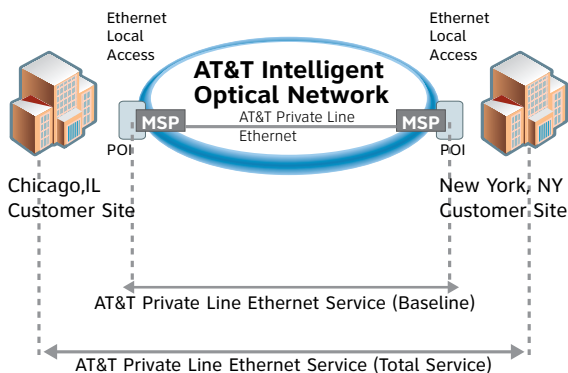 Ethernet
Local
Access
Ethernet
Local
Access
AT&T Intelligent
Optical Network
MSP
AT&T Private Line
Ethernet
MSP
POI
POI
Chicago,IL
Customer Site
New York, NY
Customer Site
AT&T Private Line Ethernet Service (Baseline)
AT&T Private Line Ethernet Service (Total Service)